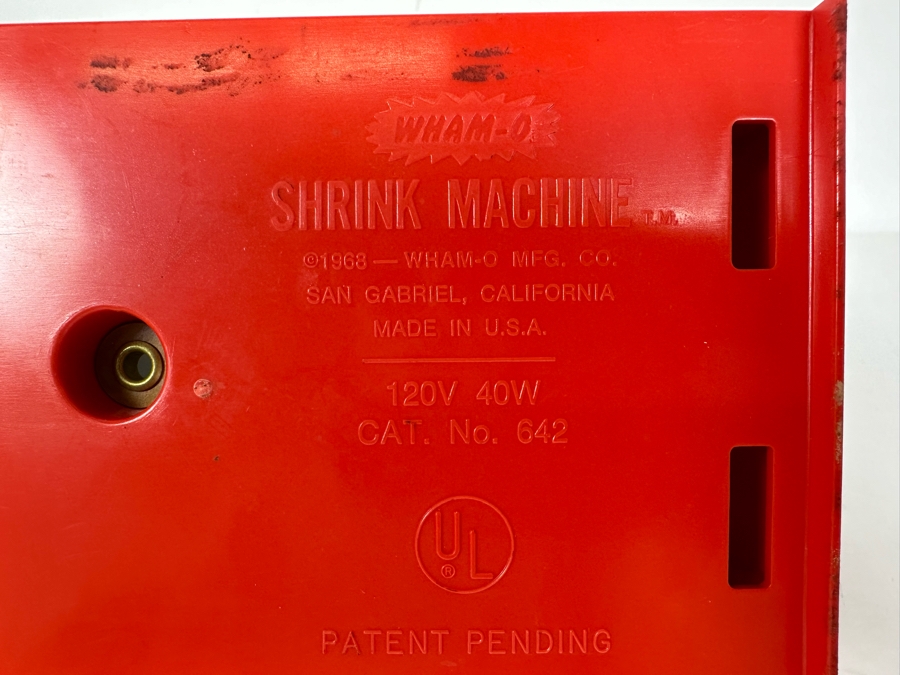 WHAM-O
SHRINK MACHINE T.M.
©1968 — WHAM-O MFG. CO.
SAN GABRIEL, CALIFORNIA
MADE IN U.S.A.
120V 40W
CAT. No. 642
UL®
PATENT PENDING